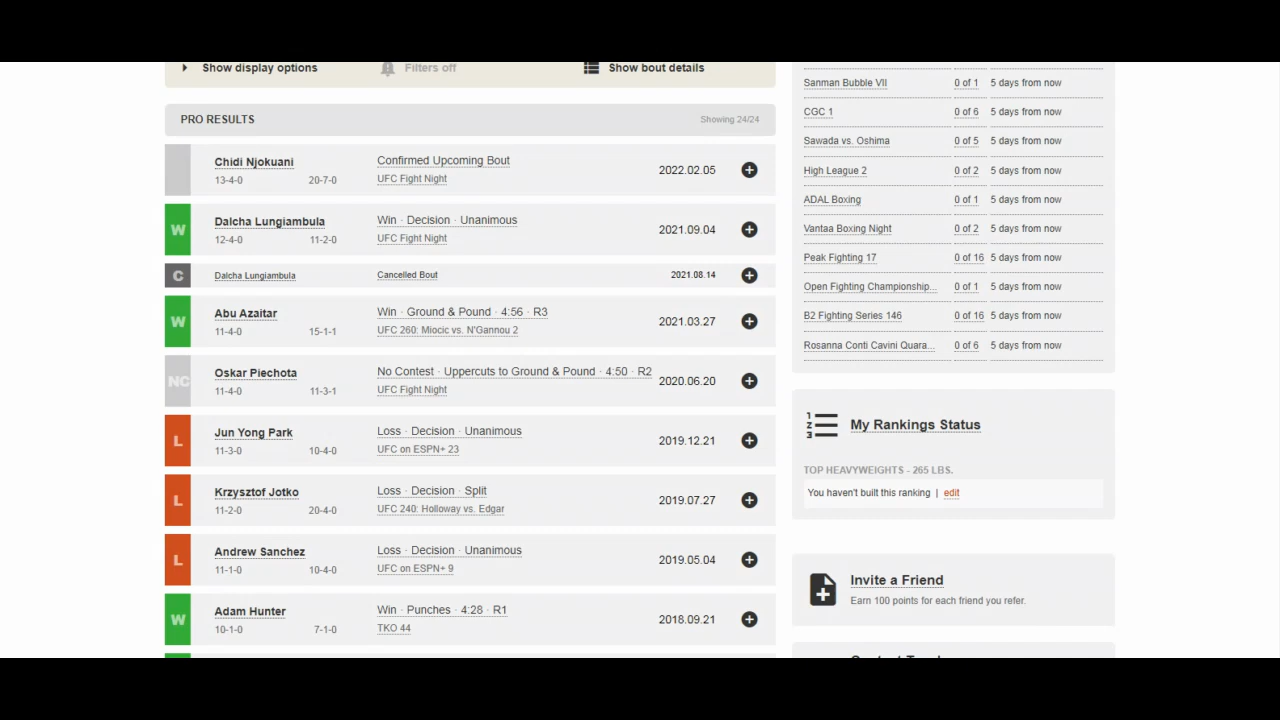 Show display options
Filters off
Show bout details
PRO RESULTS
Showing 24/24
Chidi Njokuani
Confirmed Upcoming Bout
2022.02.05
13-4-0
20-7-0
UFC Fight Night
W
Dalcha Lungiambula
Win · Decision · Unanimous
2021.09.04
12-4-0
11-2-0
UFC Fight Night
C
Dalcha Lungiambula
Cancelled Bout
2021.08.14
W
Abu Azaitar
Win · Ground & Pound · 4:56 · R3
2021.03.27
11-4-0
15-1-1
UFC 260: Miocic vs. N'Gannou 2
NC
Oskar Piechota
No Contest · Uppercuts to Ground & Pound · 4:50 · R2
2020.06.20
11-4-0
11-3-1
UFC Fight Night
L
Jun Yong Park
Loss · Decision · Unanimous
2019.12.21
11-3-0
10-4-0
UFC on ESPN+ 23
L
Krzysztof Jotko
Loss · Decision · Split
2019.07.27
11-2-0
20-4-0
UFC 240: Holloway vs. Edgar
L
Andrew Sanchez
Loss · Decision · Unanimous
2019.05.04
11-1-0
10-4-0
UFC on ESPN+ 9
W
Adam Hunter
Win · Punches · 4:28 · R1
2018.09.21
10-1-0
7-1-0
TKO 44
Sanman Bubble VII 0 of 1 5 days from now
CGC 1 0 of 6 5 days from now
Sawada vs. Oshima 0 of 5 5 days from now
High League 2 0 of 2 5 days from now
ADAL Boxing 0 of 1 5 days from now
Vantaa Boxing Night 0 of 2 5 days from now
Peak Fighting 17 0 of 16 5 days from now
Open Fighting Championship... 0 of 1 5 days from now
B2 Fighting Series 146 0 of 16 5 days from now
Rosanna Conti Cavini Quara... 0 of 6 5 days from now
1
2
3
My Rankings Status
TOP HEAVYWEIGHTS - 265 LBS.
You haven't built this ranking | edit
Invite a Friend
Earn 100 points for each friend you refer.